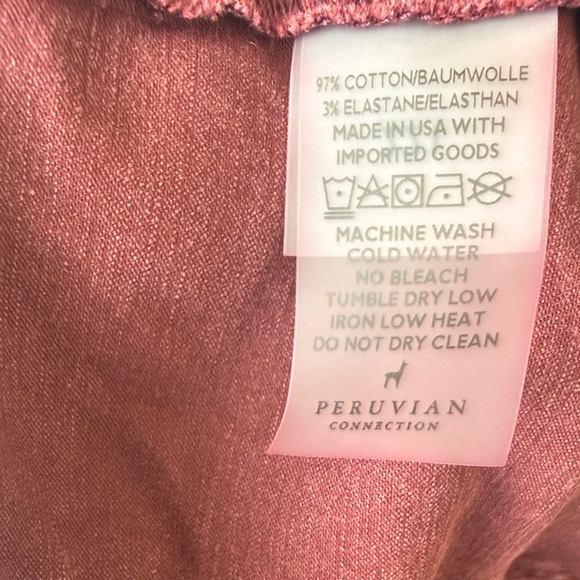 97% COTTON/BAUMWOLLE
3% ELASTANE/ELASTHAN
MADE IN USA WITH
IMPORTED GOODS
MACHINE WASH
COLD WATER
NO BLEACH
TUMBLE DRY LOW
IRON LOW HEAT
DO NOT DRY CLEAN
PERUVIAN
CONNECTION